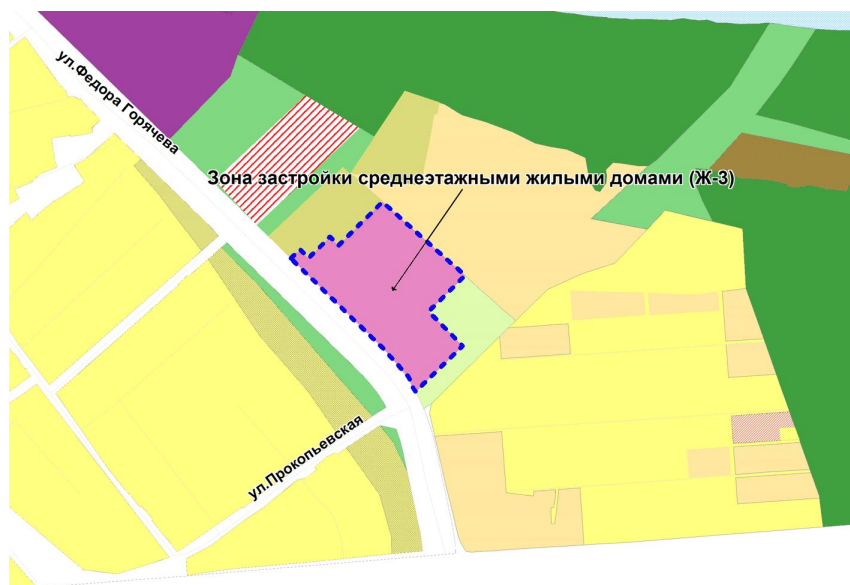 ул.Федора Горячева
Зона застройки среднеэтажными жилыми домами (Ж-3)
ул.Прокопьевская